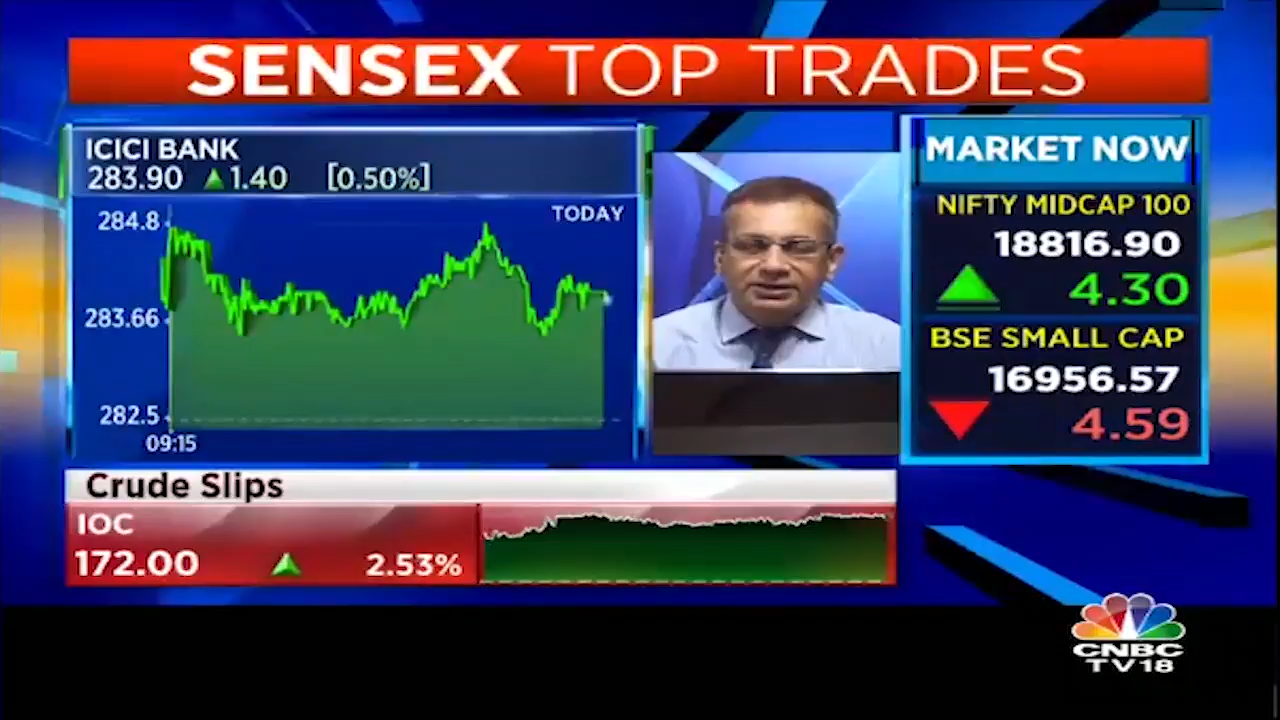 SENSEX TOP TRADES
ICICI BANK
283.90 1.40 [0.50%]
TODAY
284.8
283.66
282.5
09:15
MARKET NOW
NIFTY MIDCAP 100
18816.90
4.30
BSE SMALL CAP
16956.57
4.59
Crude Slips
IOC
172.00 2.53%
CNBC
TV18